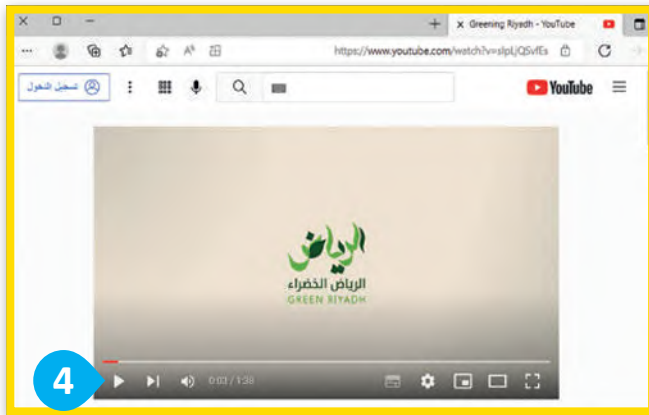 Greening Riyadh - YouTube
https://www.youtube.com/watch?v=
تسجيل الدخول
YouTube
الرياض
الرياض الخضراء
GREEN RIYADH
4
0:03 / 1:38